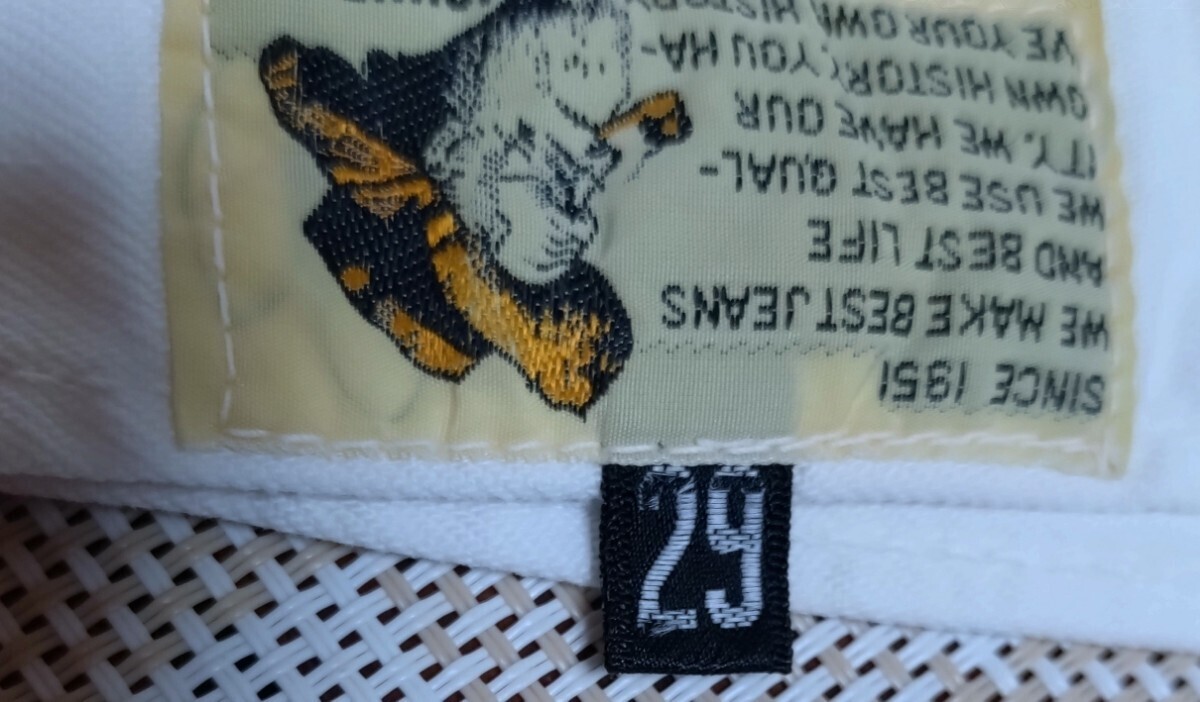 SINCE 1951
WE MAKE BEST JEANS
AND BEST LIFE
WE USE BEST QUAL-
ITY. WE HAVE OUR
OWN HISTORY, YOU HA-
VE YOUR OWN HISTORY
29